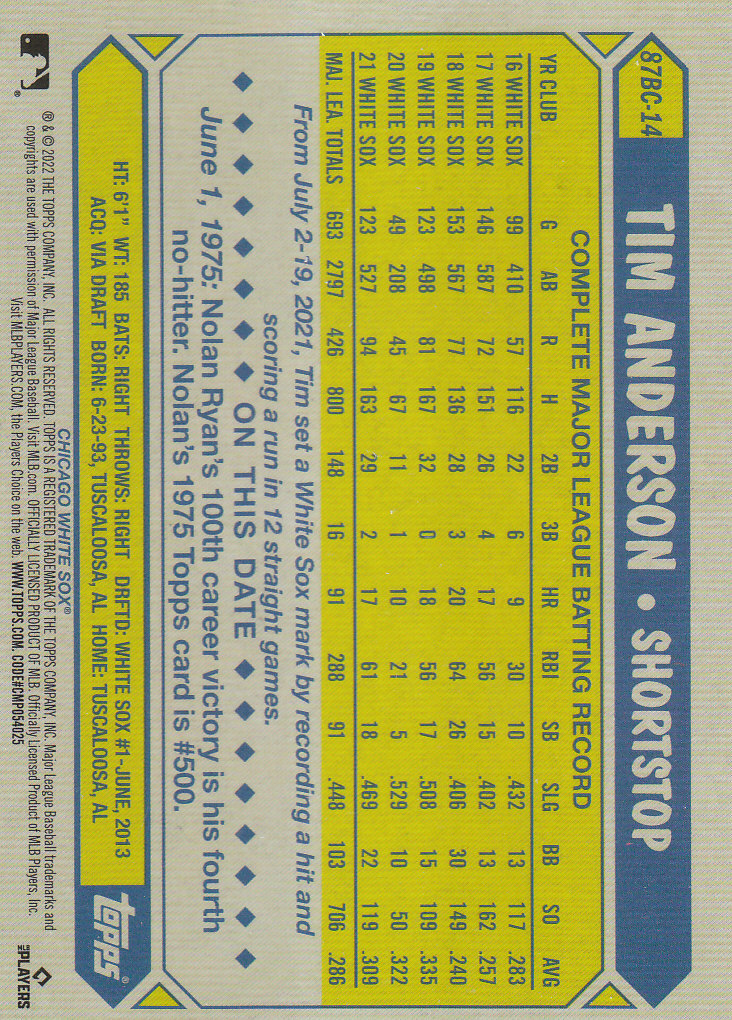 87BC-14
TIM ANDERSON • SHORTSTOP
COMPLETE MAJOR LEAGUE BATTING RECORD
YR CLUB G AB R H 2B 3B HR RBI SB SLG BB SO AVG
16 WHITE SOX 99 410 57 116 22 6 9 30 10 .432 13 117 .283
17 WHITE SOX 146 587 72 151 26 4 17 56 15 .402 13 162 .257
18 WHITE SOX 153 567 77 136 28 3 20 64 26 .406 30 149 .240
19 WHITE SOX 123 498 81 167 32 0 18 56 17 .508 15 109 .335
20 WHITE SOX 49 208 45 67 11 1 10 21 5 .529 10 50 .322
21 WHITE SOX 123 527 94 163 29 2 17 61 18 .469 22 119 .309
MAJ. LEA. TOTALS 693 2797 426 800 148 16 91 288 91 .448 103 706 .286
From July 2-19, 2021, Tim set a White Sox mark by recording a hit and
scoring a run in 12 straight games.
◆ ◆ ◆ ◆ ◆ ◆ ◆ ◆ ON THIS DATE ◆ ◆ ◆ ◆ ◆ ◆ ◆ ◆
June 1, 1975: Nolan Ryan's 100th career victory is his fourth
no-hitter. Nolan's 1975 Topps card is #500.
HT: 6'1" WT: 185 BATS: RIGHT THROWS: RIGHT DRFTD: WHITE SOX #1-JUNE, 2013
ACQ: VIA DRAFT BORN: 6-23-93, TUSCALOOSA, AL HOME: TUSCALOOSA, AL
topps®
CHICAGO WHITE SOX®
® & © 2022 THE TOPPS COMPANY, INC. ALL RIGHTS RESERVED. TOPPS IS A REGISTERED TRADEMARK OF THE TOPPS COMPANY, INC. Major League Baseball trademarks and
copyrights are used with permission of Major League Baseball. Visit MLB.com. OFFICIALLY LICENSED PRODUCT OF MLB. Officially Licensed Product of MLB Players, Inc.
Visit MLBPLAYERS.COM, the Players Choice on the web. WWW.TOPPS.COM. CODE#CMP054025
MLB PLAYERS